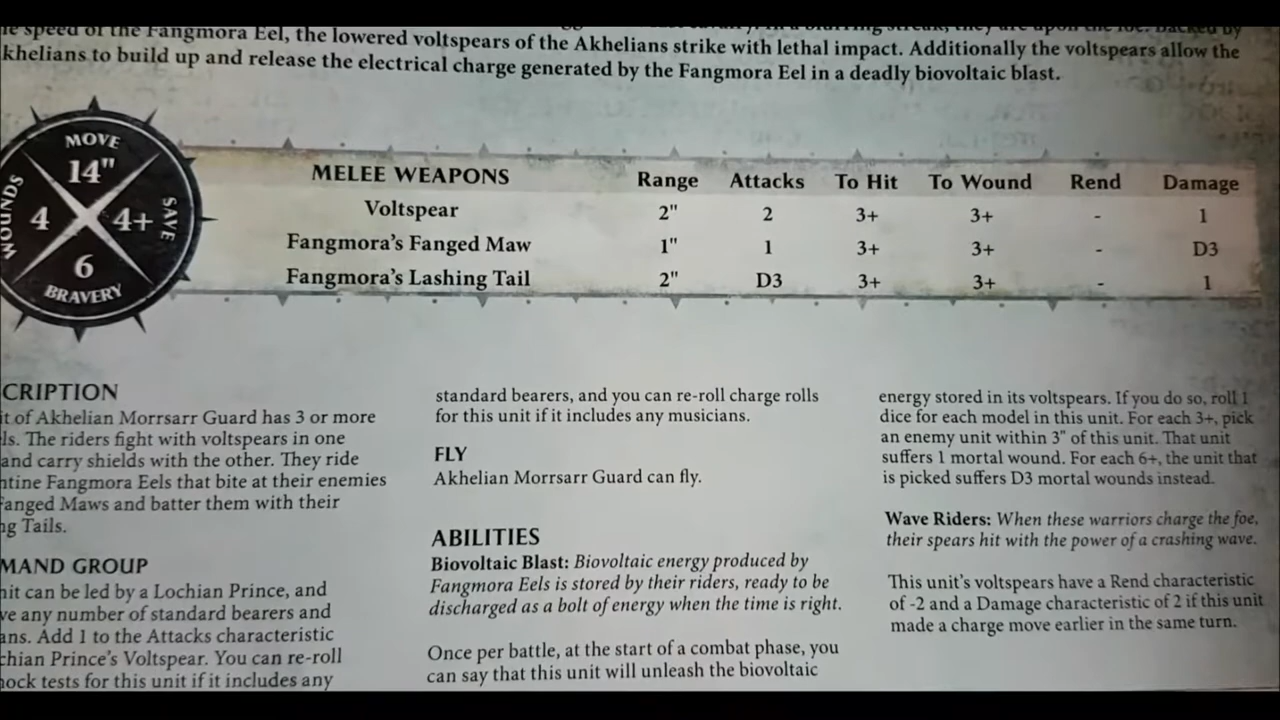 speed of the Fangmora Eel, the lowered voltspears of the Akhelians strike with lethal impact. Additionally the voltspears allow the
khelians to build up and release the electrical charge generated by the Fangmora Eel in a deadly biovoltaic blast.
MOVE
14"
WOUNDS
4
4+
SAVE
6
BRAVERY
MELEE WEAPONS Range Attacks To Hit To Wound Rend Damage
Voltspear 2" 2 3+ 3+ - 1
Fangmora's Fanged Maw 1" 1 3+ 3+ - D3
Fangmora's Lashing Tail 2" D3 3+ 3+ - 1
CRIPTION
it of Akhelian Morrsarr Guard has 3 or more
ls. The riders fight with voltspears in one
and carry shields with the other. They ride
ntine Fangmora Eels that bite at their enemies
Fanged Maws and batter them with their
ng Tails.
MAND GROUP
nit can be led by a Lochian Prince, and
ve any number of standard bearers and
ans. Add 1 to the Attacks characteristic
chian Prince's Voltspear. You can re-roll
hock tests for this unit if it includes any
standard bearers, and you can re-roll charge rolls
for this unit if it includes any musicians.
FLY
Akhelian Morrsarr Guard can fly.
ABILITIES
Biovoltaic Blast: Biovoltaic energy produced by
Fangmora Eels is stored by their riders, ready to be
discharged as a bolt of energy when the time is right.
Once per battle, at the start of a combat phase, you
can say that this unit will unleash the biovoltaic
energy stored in its voltspears. If you do so, roll 1
dice for each model in this unit. For each 3+, pick
an enemy unit within 3" of this unit. That unit
suffers 1 mortal wound. For each 6+, the unit that
is picked suffers D3 mortal wounds instead.
Wave Riders: When these warriors charge the foe,
their spears hit with the power of a crashing wave.
This unit's voltspears have a Rend characteristic
of -2 and a Damage characteristic of 2 if this unit
made a charge move earlier in the same turn.